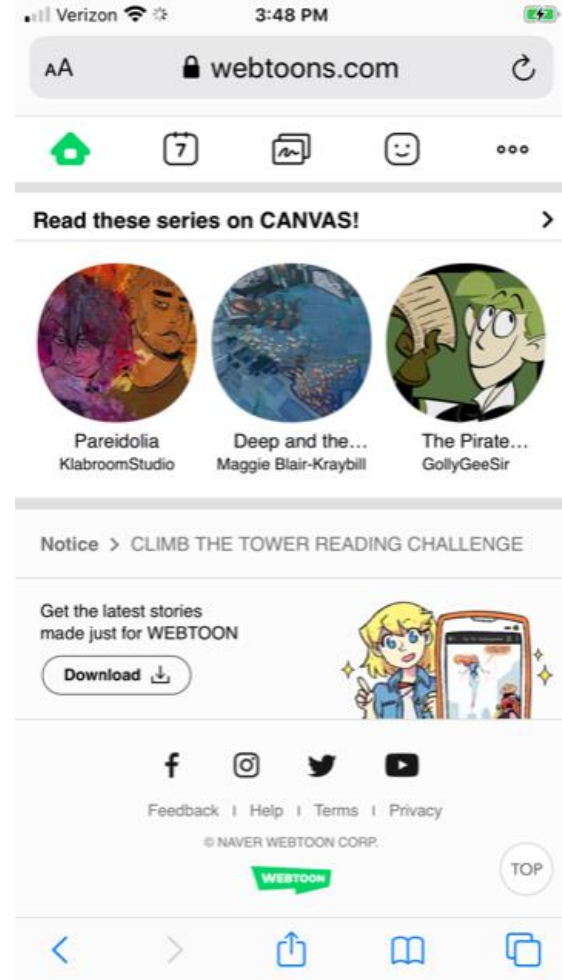 Verizon 3:48 PM
AA webtoons.com
7
Read these series on CANVAS!
Pareidolia
KlabroomStudio
Deep and the...
Maggie Blair-Kraybill
The Pirate...
GollyGeeSir
Notice > CLIMB THE TOWER READING CHALLENGE
Get the latest stories
made just for WEBTOON
Download
Feedback | Help | Terms | Privacy
© NAVER WEBTOON CORP.
WEBTOON
TOP